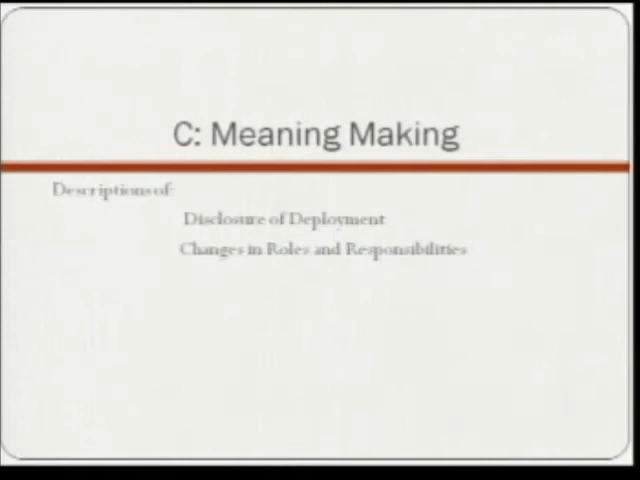 C: Meaning Making
Descriptions of:
Disclosure of Deployment
Changes in Roles and Responsibilities